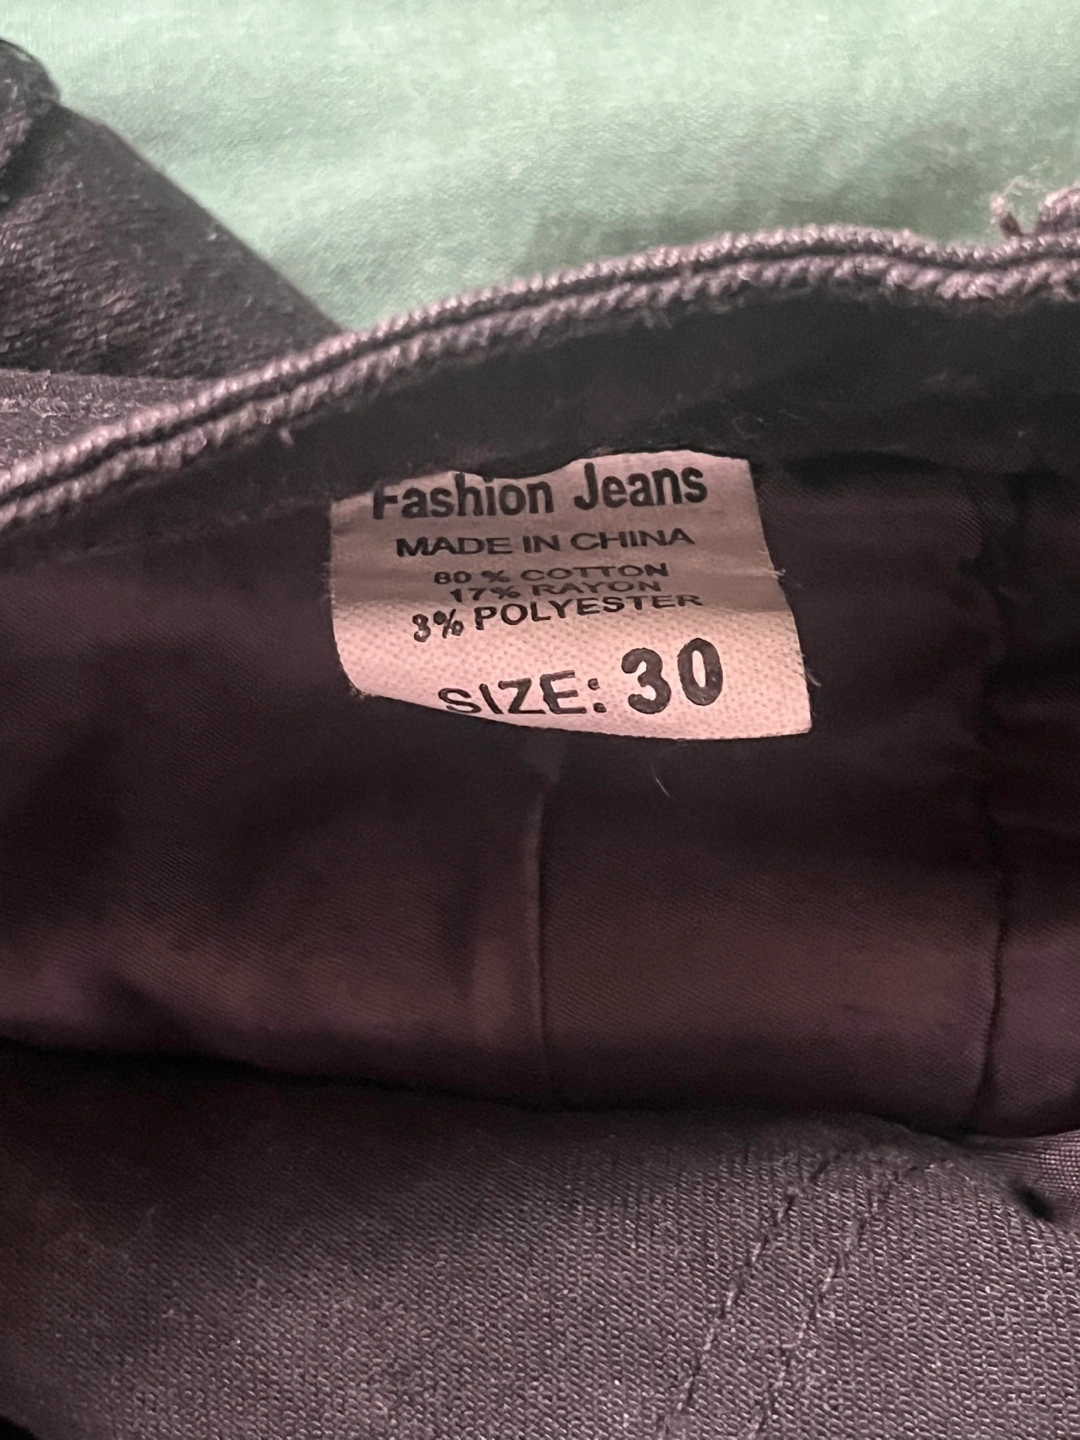 Fashion Jeans
MADE IN CHINA
80 % COTTON
17% RAYON
3% POLYESTER
SIZE: 30